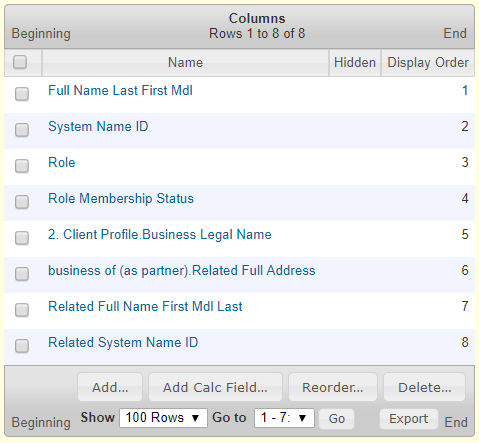 Columns
Beginning Rows 1 to 8 of 8 End
Name Hidden Display Order
Full Name Last First Mdl 1
System Name ID 2
Role 3
Role Membership Status 4
2. Client Profile.Business Legal Name 5
business of (as partner).Related Full Address 6
Related Full Name First Mdl Last 7
Related System Name ID 8
Add... Add Calc Field... Reorder... Delete...
Beginning Show 100 Rows ▼ Go to 1 - 7: ▼ Go Export End